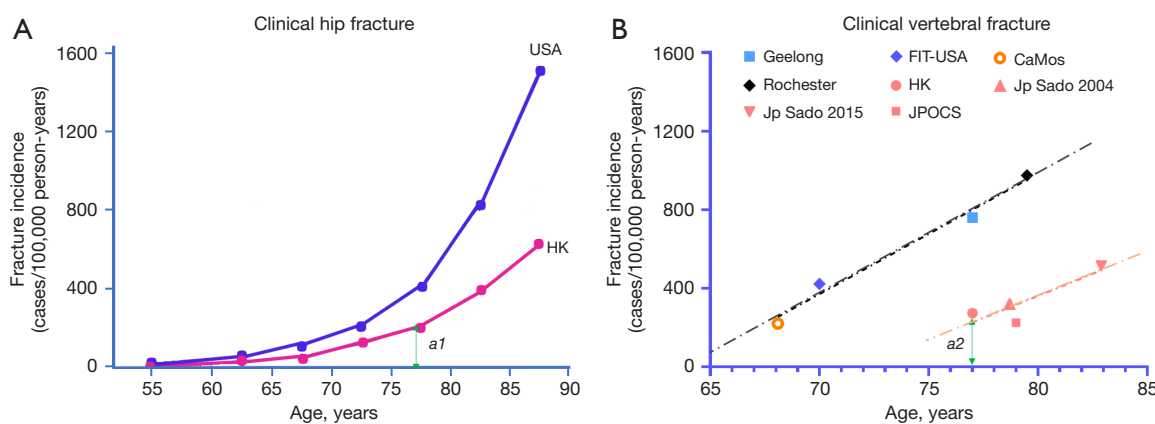 A
Clinical hip fracture
Fracture incidence
(cases/100,000 person-years)
1600
1200
800
400
0
USA
HK
a1
55 60 65 70 75 80 85 90
Age, years
B
Clinical vertebral fracture
Fracture incidence
(cases/100,000 person-years)
1600
1200
800
400
0
Geelong FIT-USA CaMos
Rochester HK Jp Sado 2004
Jp Sado 2015 JPOCS
a2
65 70 75 80 85
Age, years